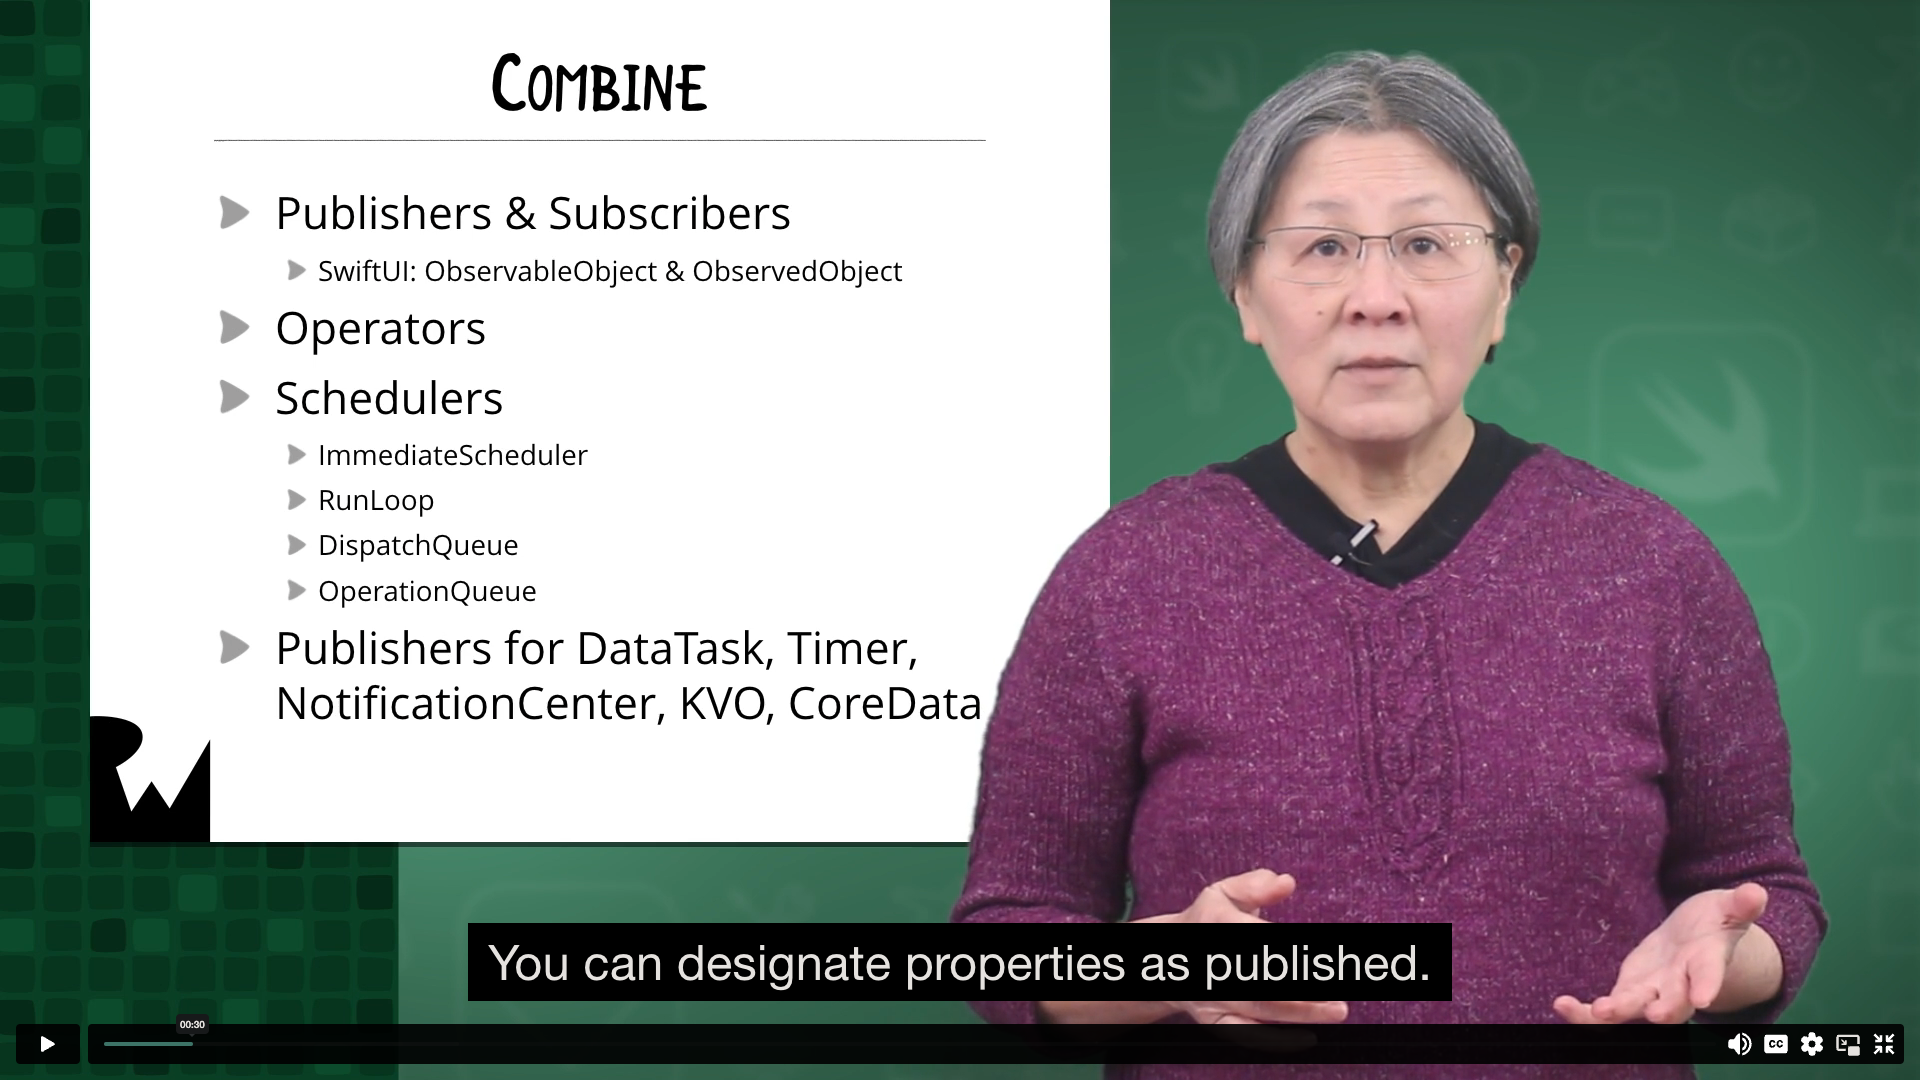 COMBINE
Publishers & Subscribers
SwiftUI: ObservableObject & ObservedObject
Operators
Schedulers
ImmediateScheduler
RunLoop
DispatchQueue
OperationQueue
Publishers for DataTask, Timer,
NotificationCenter, KVO, CoreData
RW
You can designate properties as published.
00:30
CC